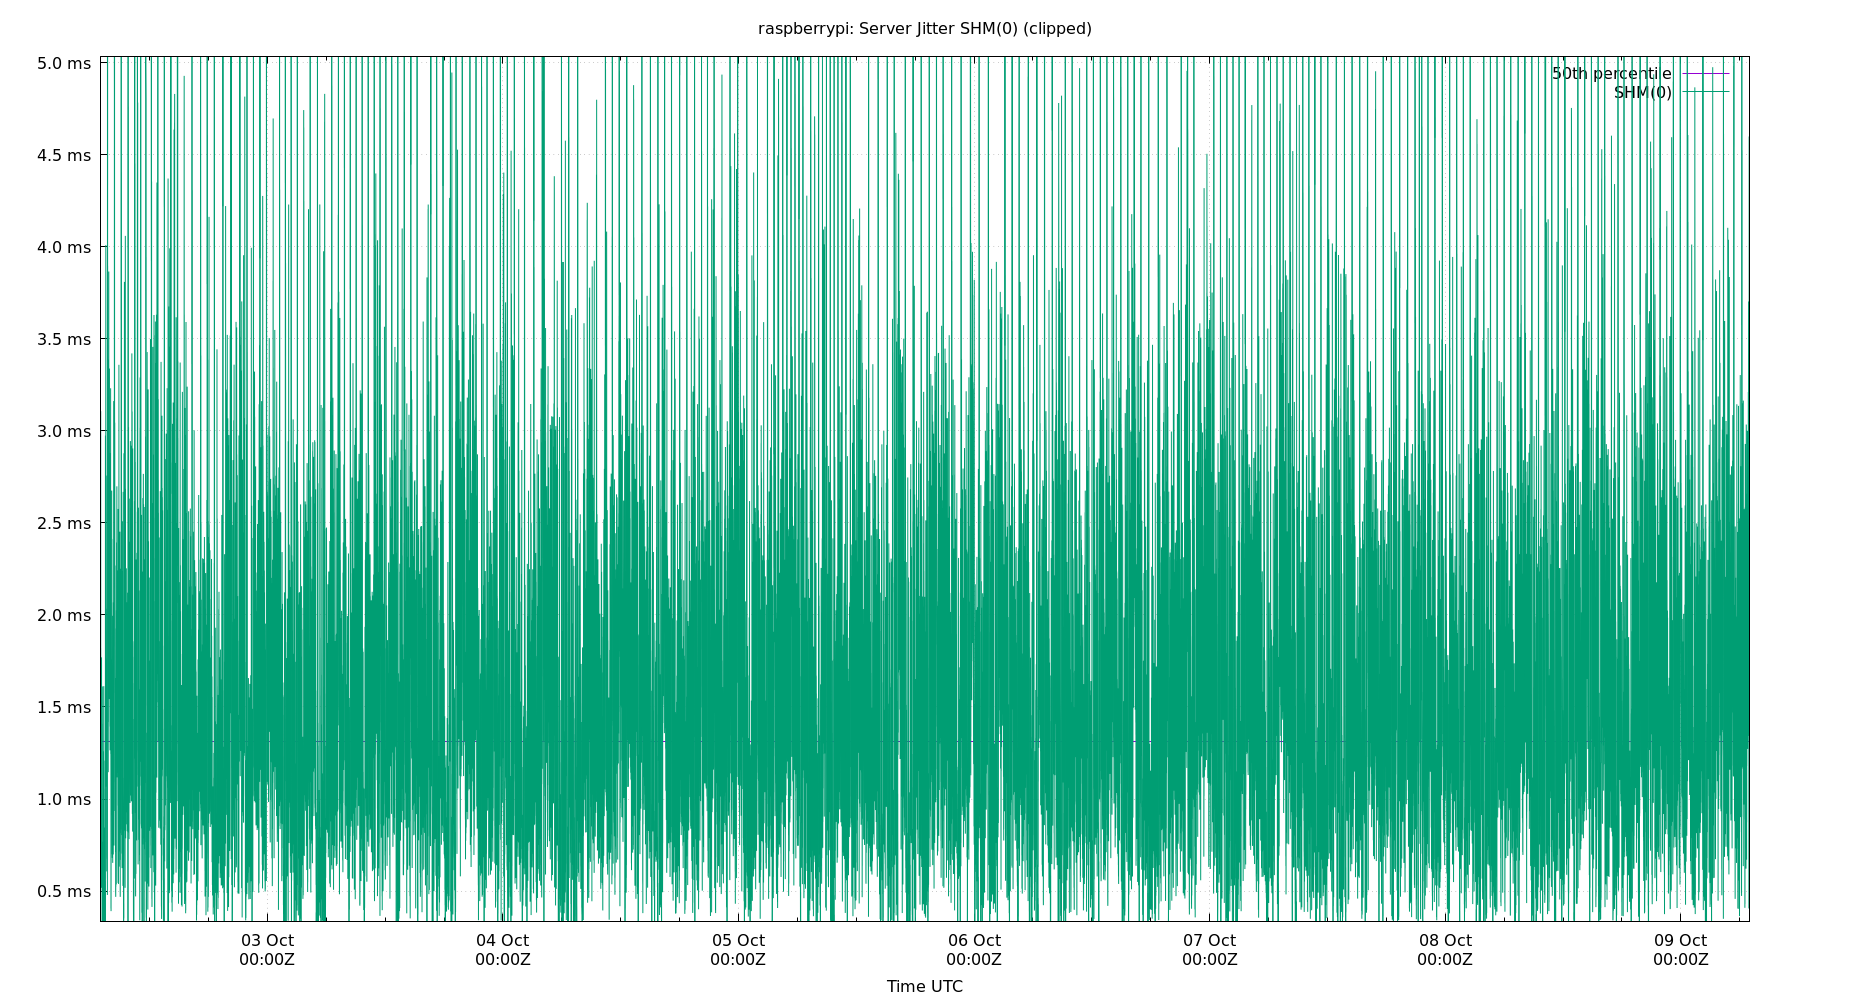 raspberrypi: Server Jitter SHM(0) (clipped)
5.0 ms
50th percentile
SHM(0)
4.5 ms
4.0 ms
3.5 ms
3.0 ms
2.5 ms
2.0 ms
1.5 ms
1.0 ms
0.5 ms
03 Oct 04 Oct 05 Oct 06 Oct 07 Oct 08 Oct 09 Oct
00:00Z 00:00Z 00:00Z 00:00Z 00:00Z 00:00Z 00:00Z
Time UTC